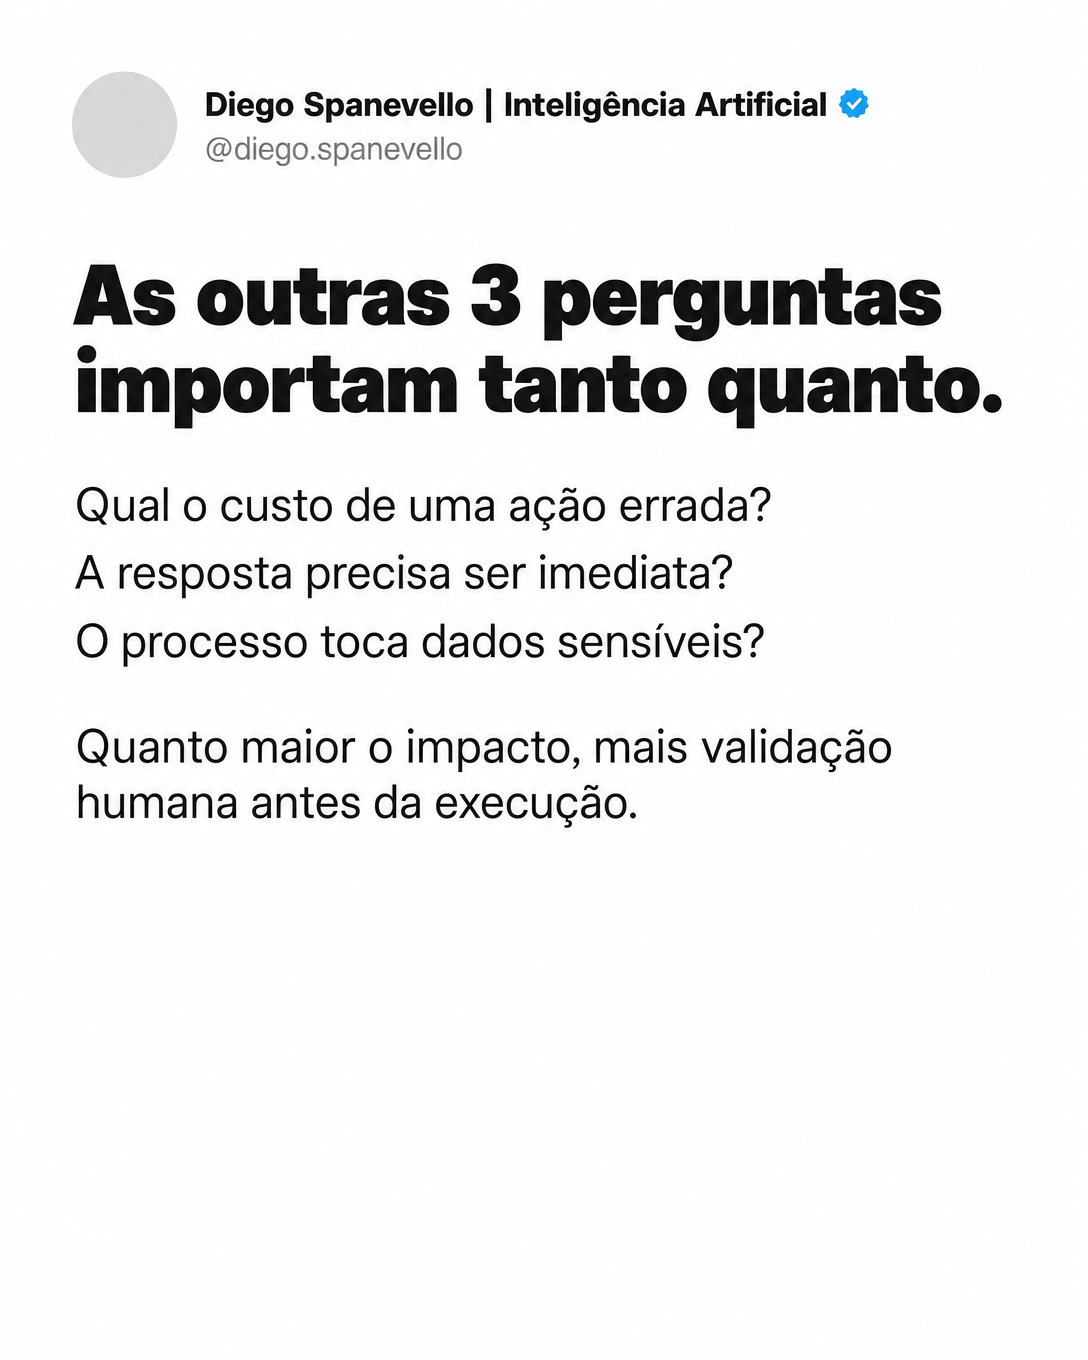 Diego Spanevello | Inteligência Artificial
@diego.spanevello
As outras 3 perguntas
importam tanto quanto.
Qual o custo de uma ação errada?
A resposta precisa ser imediata?
O processo toca dados sensíveis?
Quanto maior o impacto, mais validação
humana antes da execução.